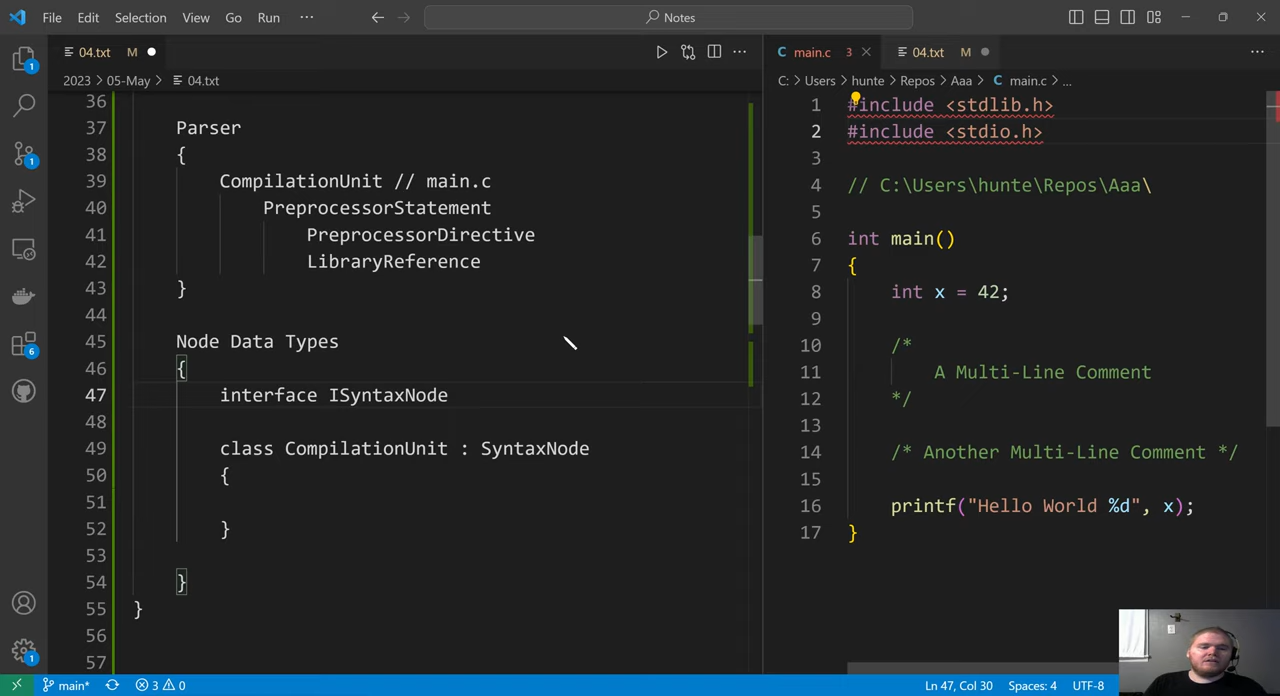 File Edit Selection View Go Run ··· Notes
04.txt M
2023 > 05-May > 04.txt
36
37 Parser
38 {
39 CompilationUnit // main.c
40 PreprocessorStatement
41 PreprocessorDirective
42 LibraryReference
43 }
44
45 Node Data Types
46 {
47 interface ISyntaxNode
48
49 class CompilationUnit : SyntaxNode
50 {
51
52 }
53
54 }
55 }
56
57
C main.c 3 04.txt M
C: > Users > hunte > Repos > Aaa > C main.c > ...
1 #include <stdlib.h>
2 #include <stdio.h>
3
4 // C:\Users\hunte\Repos\Aaa\
5
6 int main()
7 {
8 int x = 42;
9
10 /*
11 A Multi-Line Comment
12 */
13
14 /* Another Multi-Line Comment */
15
16 printf("Hello World %d", x);
17 }
1
1
6
1
main* 3 0 Ln 47, Col 30 Spaces: 4 UTF-8